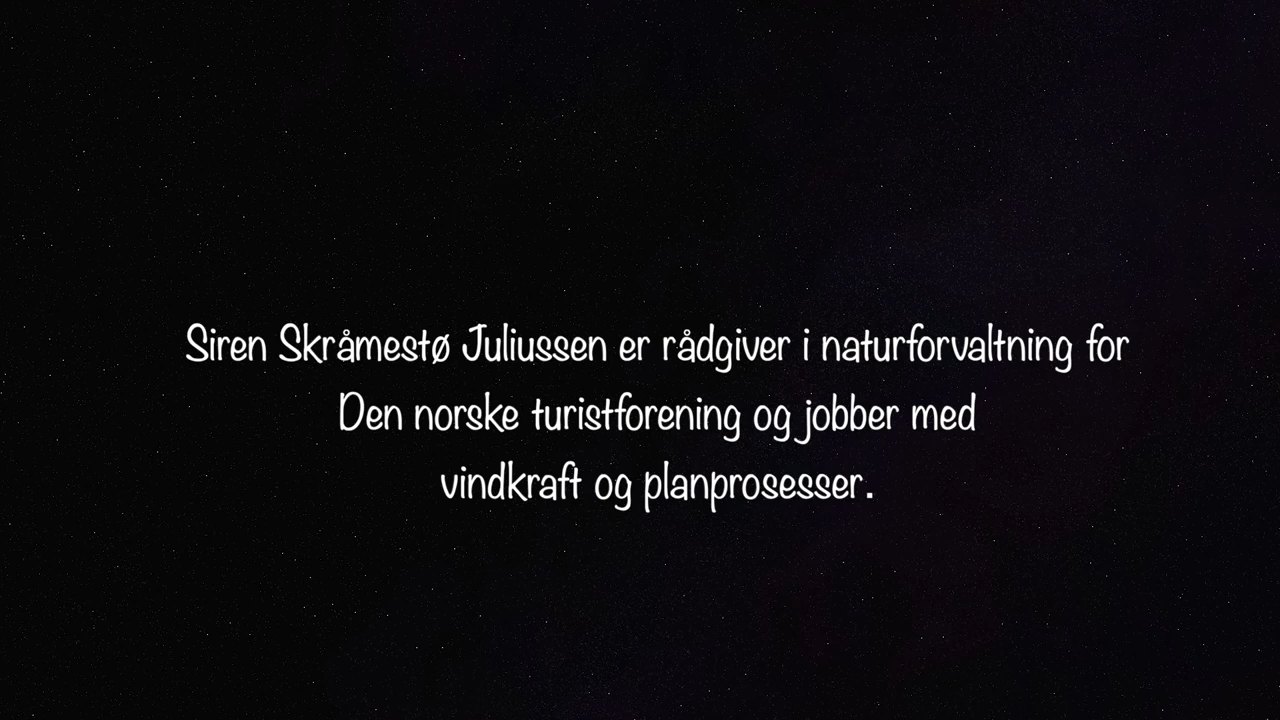 Siren Skråmestø Juliussen er rådgiver i naturforvaltning for
Den norske turistforening og jobber med
vindkraft og planprosesser.